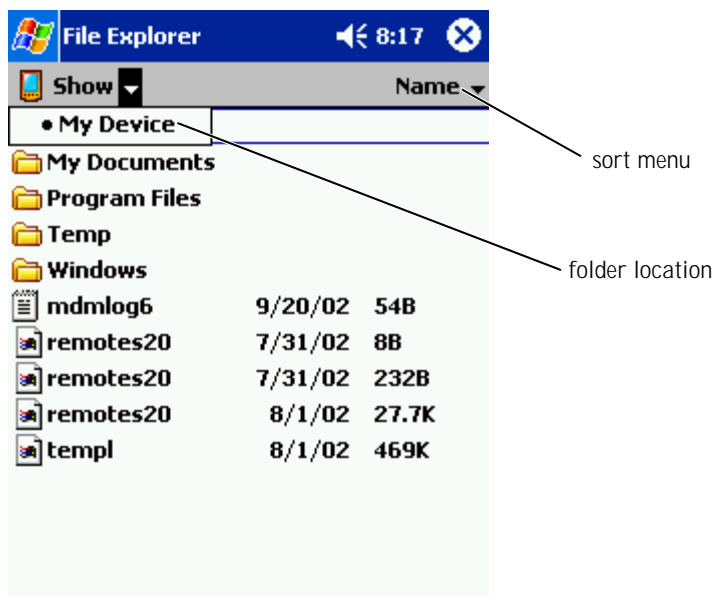 File Explorer 8:17
Show Name
• My Device
sort menu
My Documents
Program Files
Temp
folder location
Windows
mdmlog6 9/20/02 54B
remotes20 7/31/02 8B
remotes20 7/31/02 232B
remotes20 8/1/02 27.7K
templ 8/1/02 469K